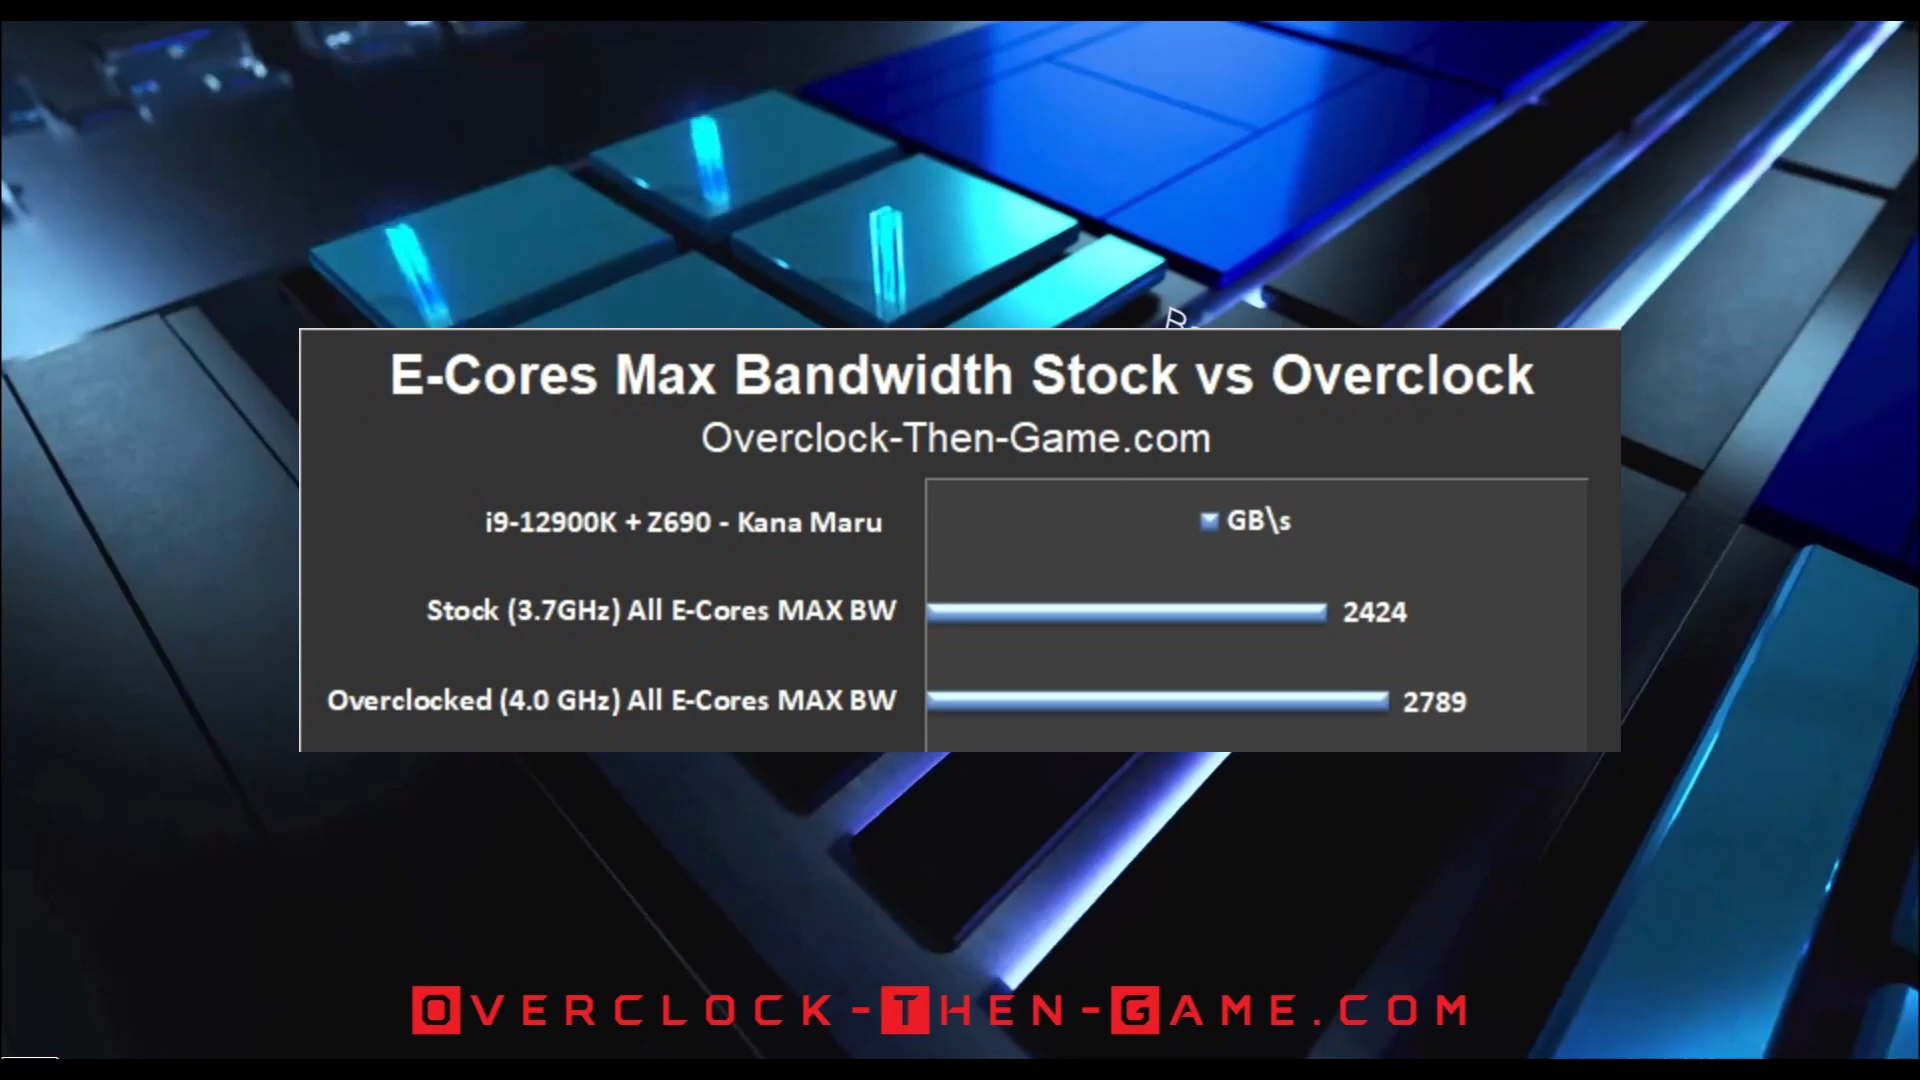 E-Cores Max Bandwidth Stock vs Overclock
Overclock-Then-Game.com
i9-12900K + Z690 - Kana Maru
GB\s
Stock (3.7GHz) All E-Cores MAX BW
2424
Overclocked (4.0 GHz) All E-Cores MAX BW
2789
OVERCLOCK-THEN-GAME.COM